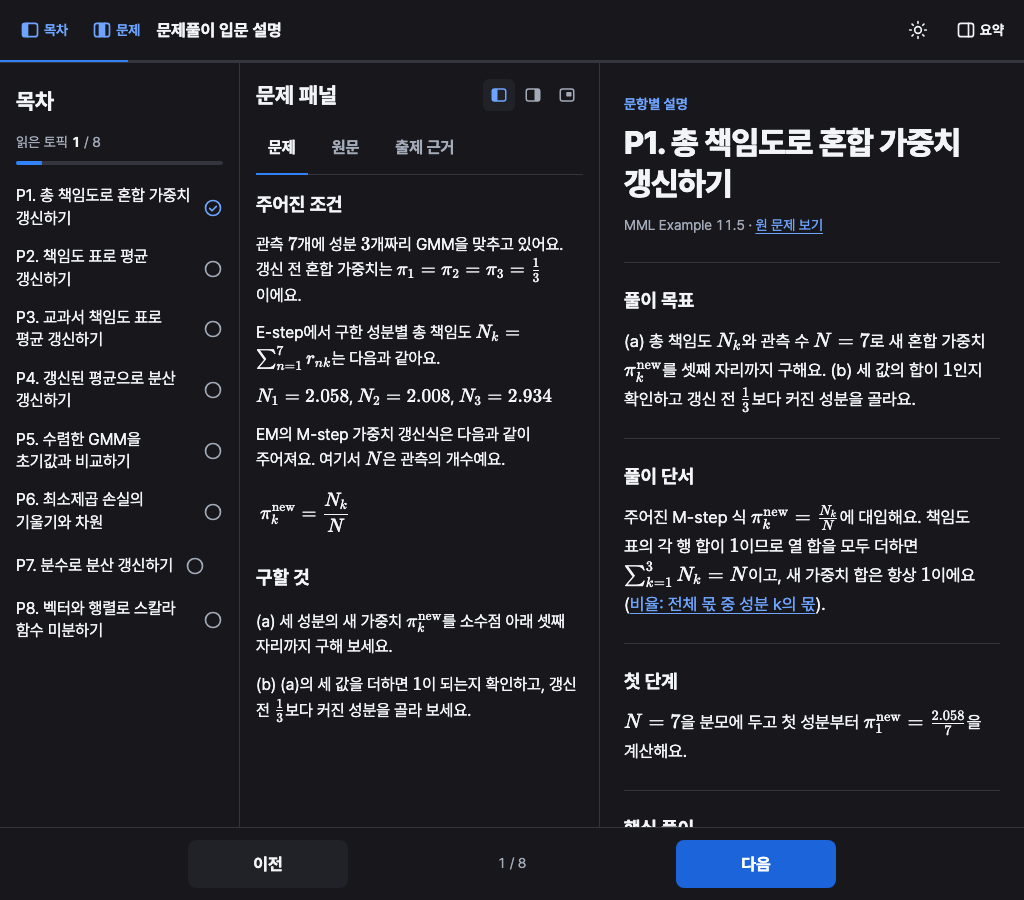 목차 문제 문제풀이 입문 설명 요약
목차
읽은 토픽 1 / 8
P1. 총 책임도로 혼합 가중치
갱신하기
P2. 책임도 표로 평균
갱신하기
P3. 교과서 책임도 표로
평균 갱신하기
P4. 갱신된 평균으로 분산
갱신하기
P5. 수렴한 GMM을
초기값과 비교하기
P6. 최소제곱 손실의
기울기와 차원
P7. 분수로 분산 갱신하기
P8. 벡터와 행렬로 스칼라
함수 미분하기
문제 패널
문제 원문 출제 근거
주어진 조건
관측 7개에 성분 3개짜리 GMM을 맞추고 있어요.
갱신 전 혼합 가중치는 π₁ = π₂ = π₃ = 1/3
이에요.
E-step에서 구한 성분별 총 책임도 N_k =
∑_{n=1}^{7} r_{nk}는 다음과 같아요.
N₁ = 2.058, N₂ = 2.008, N₃ = 2.934
EM의 M-step 가중치 갱신식은 다음과 같이
주어져요. 여기서 N은 관측의 개수예요.
π_k^{new} = N_k/N
구할 것
(a) 세 성분의 새 가중치 π_k^{new}를 소수점 아래 셋째
자리까지 구해 보세요.
(b) (a)의 세 값을 더하면 1이 되는지 확인하고, 갱신
전 1/3보다 커진 성분을 골라 보세요.
문항별 설명
P1. 총 책임도로 혼합 가중치
갱신하기
MML Example 11.5 · 원 문제 보기
풀이 목표
(a) 총 책임도 N_k와 관측 수 N = 7로 새 혼합 가중치
π_k^{new}를 셋째 자리까지 구해요. (b) 세 값의 합이 1인지
확인하고 갱신 전 1/3보다 커진 성분을 골라요.
풀이 단서
주어진 M-step 식 π_k^{new} = N_k/N에 대입해요. 책임도
표의 각 행 합이 1이므로 열 합을 모두 더하면
∑_{k=1}^{3} N_k = N이고, 새 가중치 합은 항상 1이에요
(비율: 전체 몫 중 성분 k의 몫).
첫 단계
N = 7을 분모에 두고 첫 성분부터 π₁^{new} = 2.058/7을
계산해요.
핵심 풀이
이전 1 / 8 다음